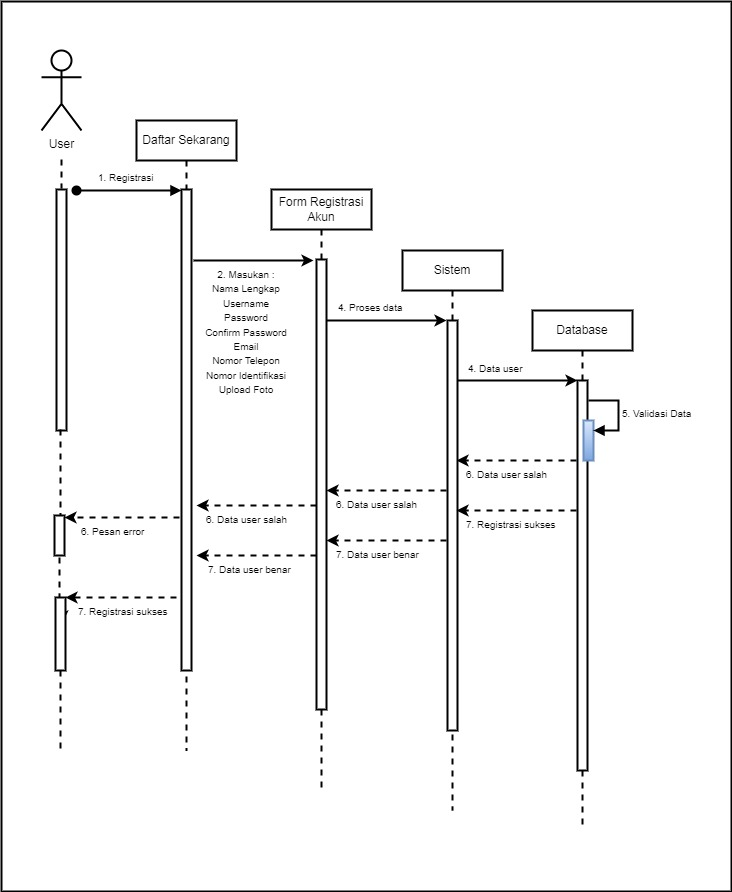 User
Daftar Sekarang
1. Registrasi
Form Registrasi
Akun
Sistem
2. Masukan :
Nama Lengkap
Username
Password
Confirm Password
Email
Nomor Telepon
Nomor Identifikasi
Upload Foto
4. Proses data
Database
4. Data user
5. Validasi Data
6. Data user salah
6. Data user salah
6. Data user salah
6. Pesan error
7. Registrasi sukses
7. Data user benar
7. Data user benar
7. Registrasi sukses